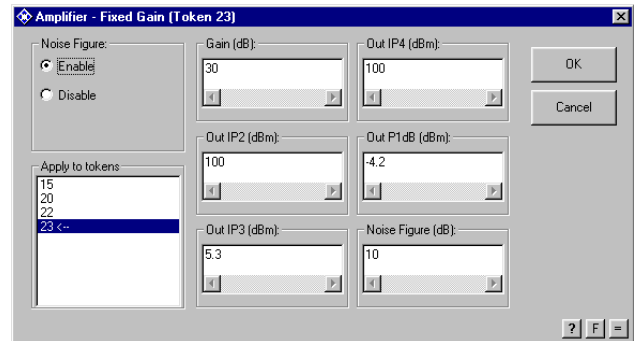 Amplifier - Fixed Gain (Token 23)
Noise Figure:
Enable
Disable
Apply to tokens
15
20
22
23 <--
Gain (dB):
30
Out IP2 (dBm):
100
Out IP3 (dBm):
5.3
Out IP4 (dBm):
100
Out P1dB (dBm):
-4.2
Noise Figure (dB):
10
OK
Cancel
? F =